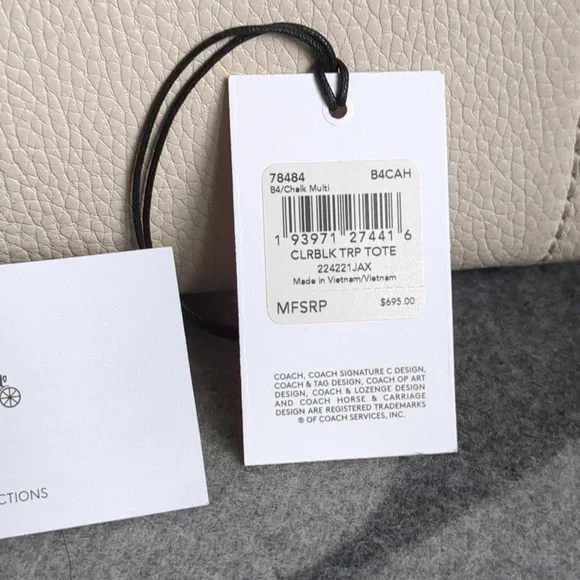 78484 B4CAH
B4/Chalk Multi
1 93971 27441 6
CLRBLK TRP TOTE
224221JAX
Made in Vietnam/Vietnam
MFSRP $695.00
COACH, COACH SIGNATURE C DESIGN,
COACH & TAG DESIGN, COACH OP ART
DESIGN, COACH & LOZENGE DESIGN
AND COACH HORSE & CARRIAGE
DESIGN ARE REGISTERED TRADEMARKS
® OF COACH SERVICES, INC.
CTIONS